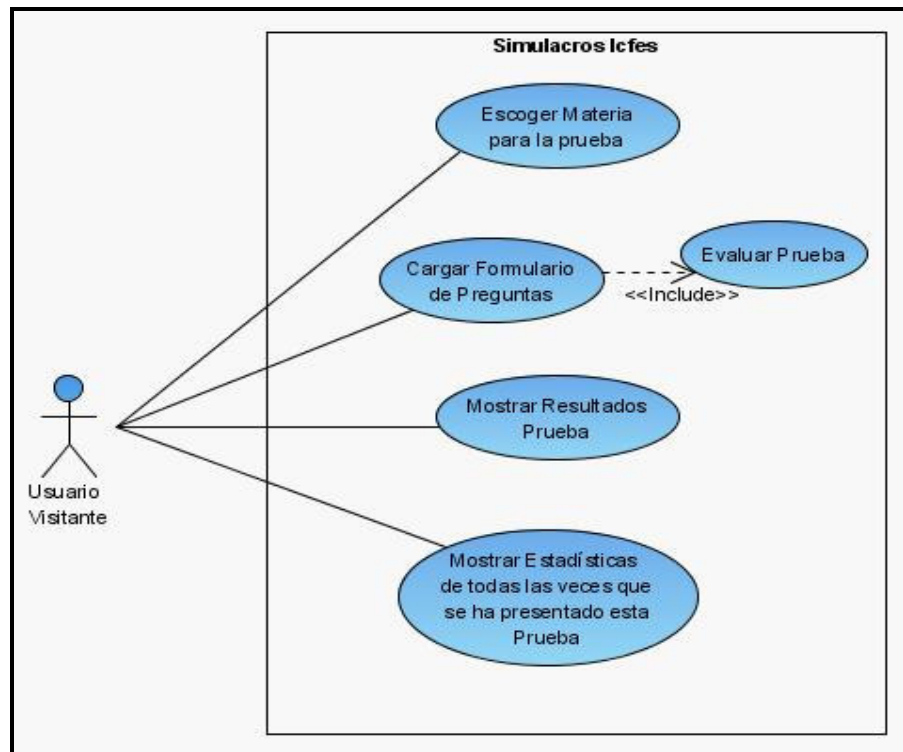 Simulacros Icfes
Escoger Materia
para la prueba
Cargar Formulario
de Preguntas
Evaluar Prueba
<<Include>>
Mostrar Resultados
Prueba
Usuario
Visitante
Mostrar Estadísticas
de todas las veces que
se ha presentado esta
Prueba